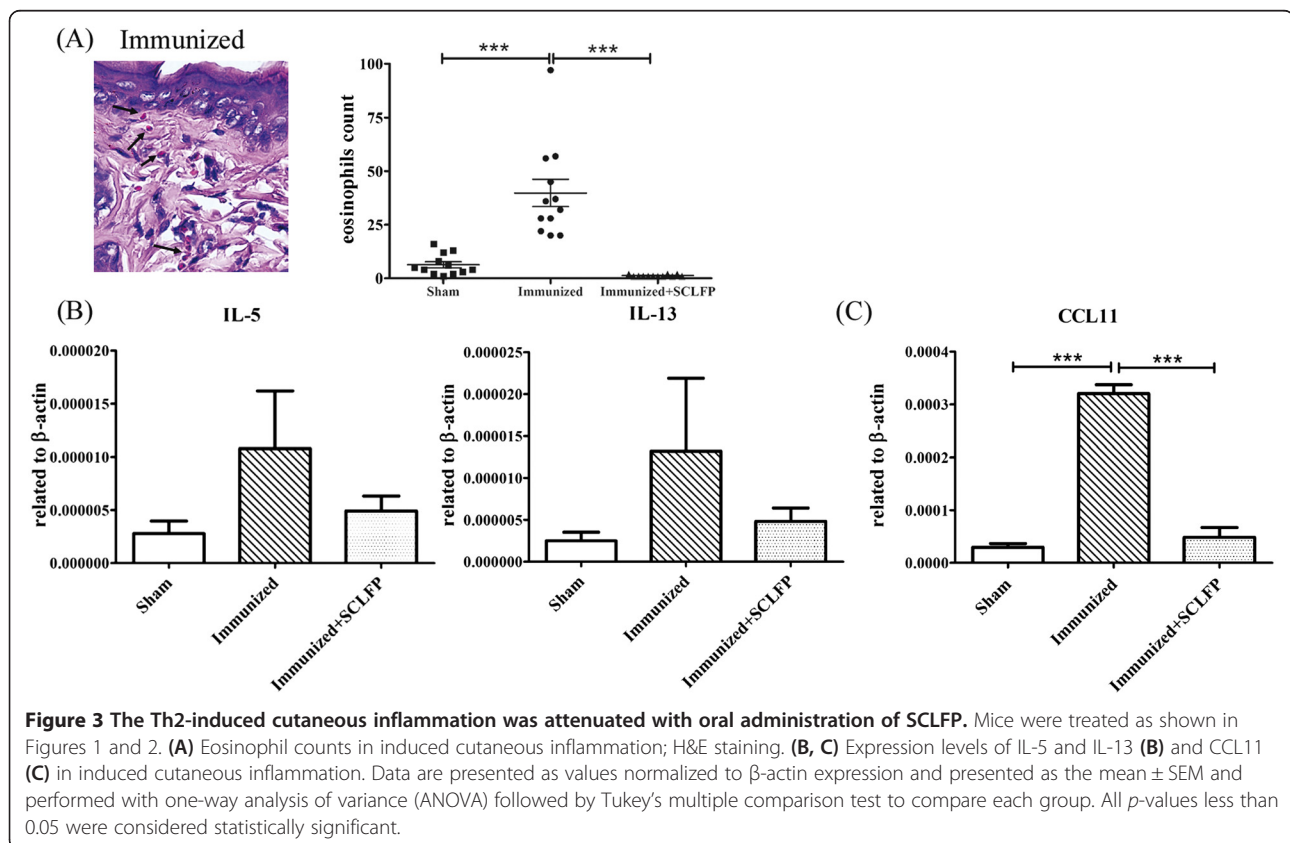 (A) Immunized
*** ***
100
75
50
25
0
eosinophils count
Sham Immunized Immunized+SCLFP
(B) IL-5
0.000020
0.000015
0.000010
0.000005
0.000000
related to β-actin
Sham
Immunized
Immunized+SCLFP
IL-13
0.000025
0.000020
0.000015
0.000010
0.000005
0.000000
related to β-actin
Sham
Immunized
Immunized+SCLFP
(C) CCL11
*** ***
0.0004
0.0003
0.0002
0.0001
0.0000
related to β-actin
Sham
Immunized
Immunized+SCLFP
Figure 3 The Th2-induced cutaneous inflammation was attenuated with oral administration of SCLFP. Mice were treated as shown in
Figures 1 and 2. (A) Eosinophil counts in induced cutaneous inflammation; H&E staining. (B, C) Expression levels of IL-5 and IL-13 (B) and CCL11
(C) in induced cutaneous inflammation. Data are presented as values normalized to β-actin expression and presented as the mean ± SEM and
performed with one-way analysis of variance (ANOVA) followed by Tukey's multiple comparison test to compare each group. All p-values less than
0.05 were considered statistically significant.